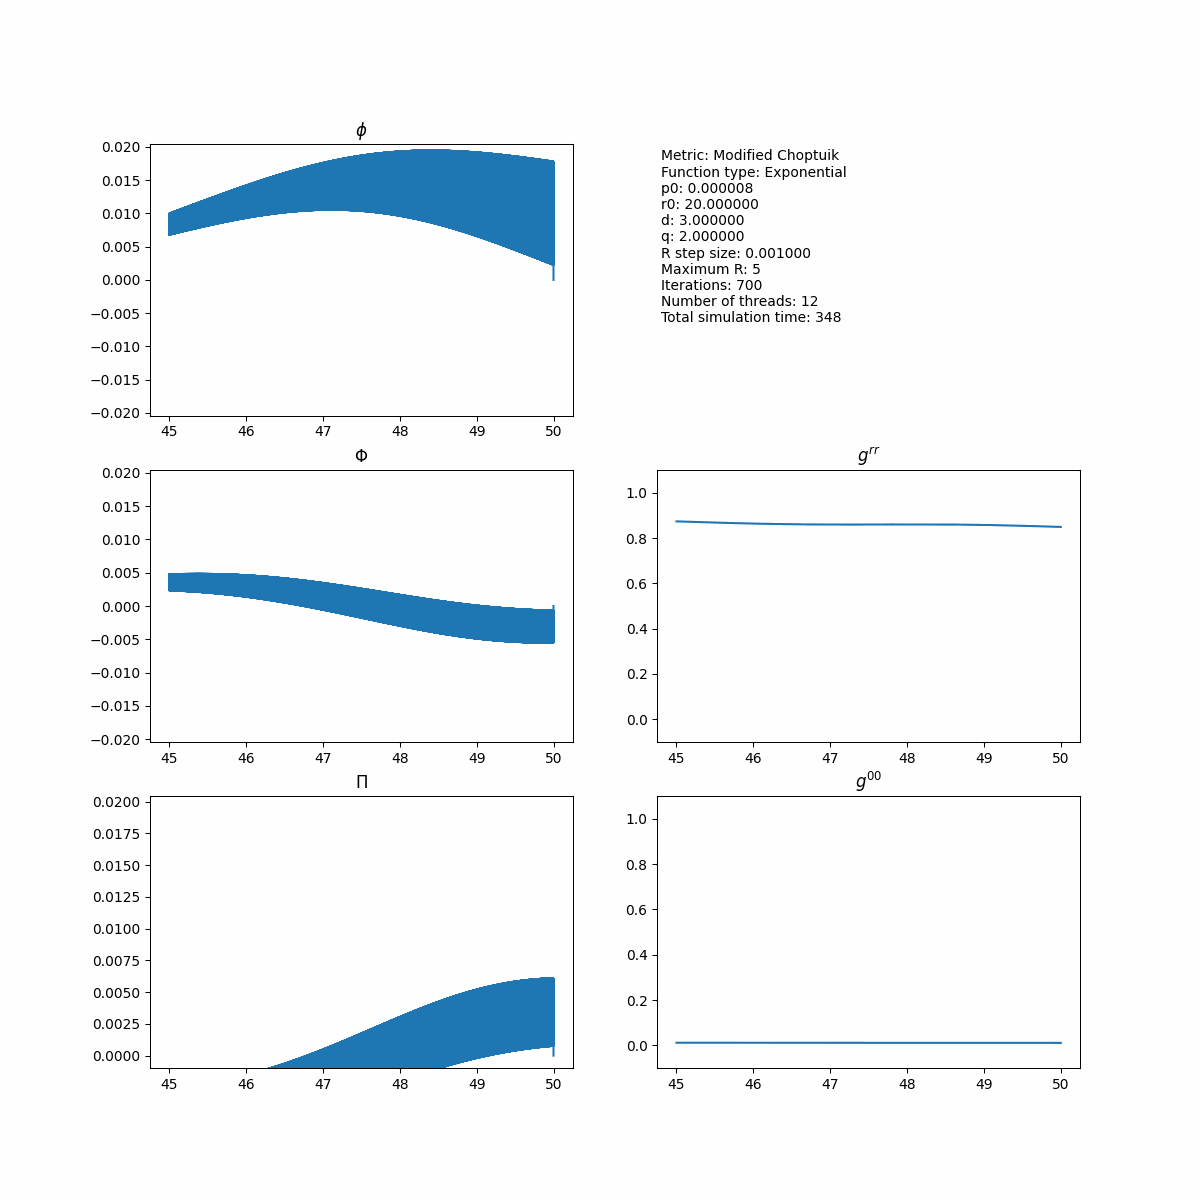 ϕ
0.020
0.015
0.010
0.005
0.000
−0.005
−0.010
−0.015
−0.020
45 46 47 48 49 50
Metric: Modified Choptuik
Function type: Exponential
p0: 0.000008
r0: 20.000000
d: 3.000000
q: 2.000000
R step size: 0.001000
Maximum R: 5
Iterations: 700
Number of threads: 12
Total simulation time: 348
Φ
0.020
0.015
0.010
0.005
0.000
−0.005
−0.010
−0.015
−0.020
45 46 47 48 49 50
g^{rr}
1.0
0.8
0.6
0.4
0.2
0.0
45 46 47 48 49 50
Π
0.0200
0.0175
0.0150
0.0125
0.0100
0.0075
0.0050
0.0025
0.0000
45 46 47 48 49 50
g^{00}
1.0
0.8
0.6
0.4
0.2
0.0
45 46 47 48 49 50